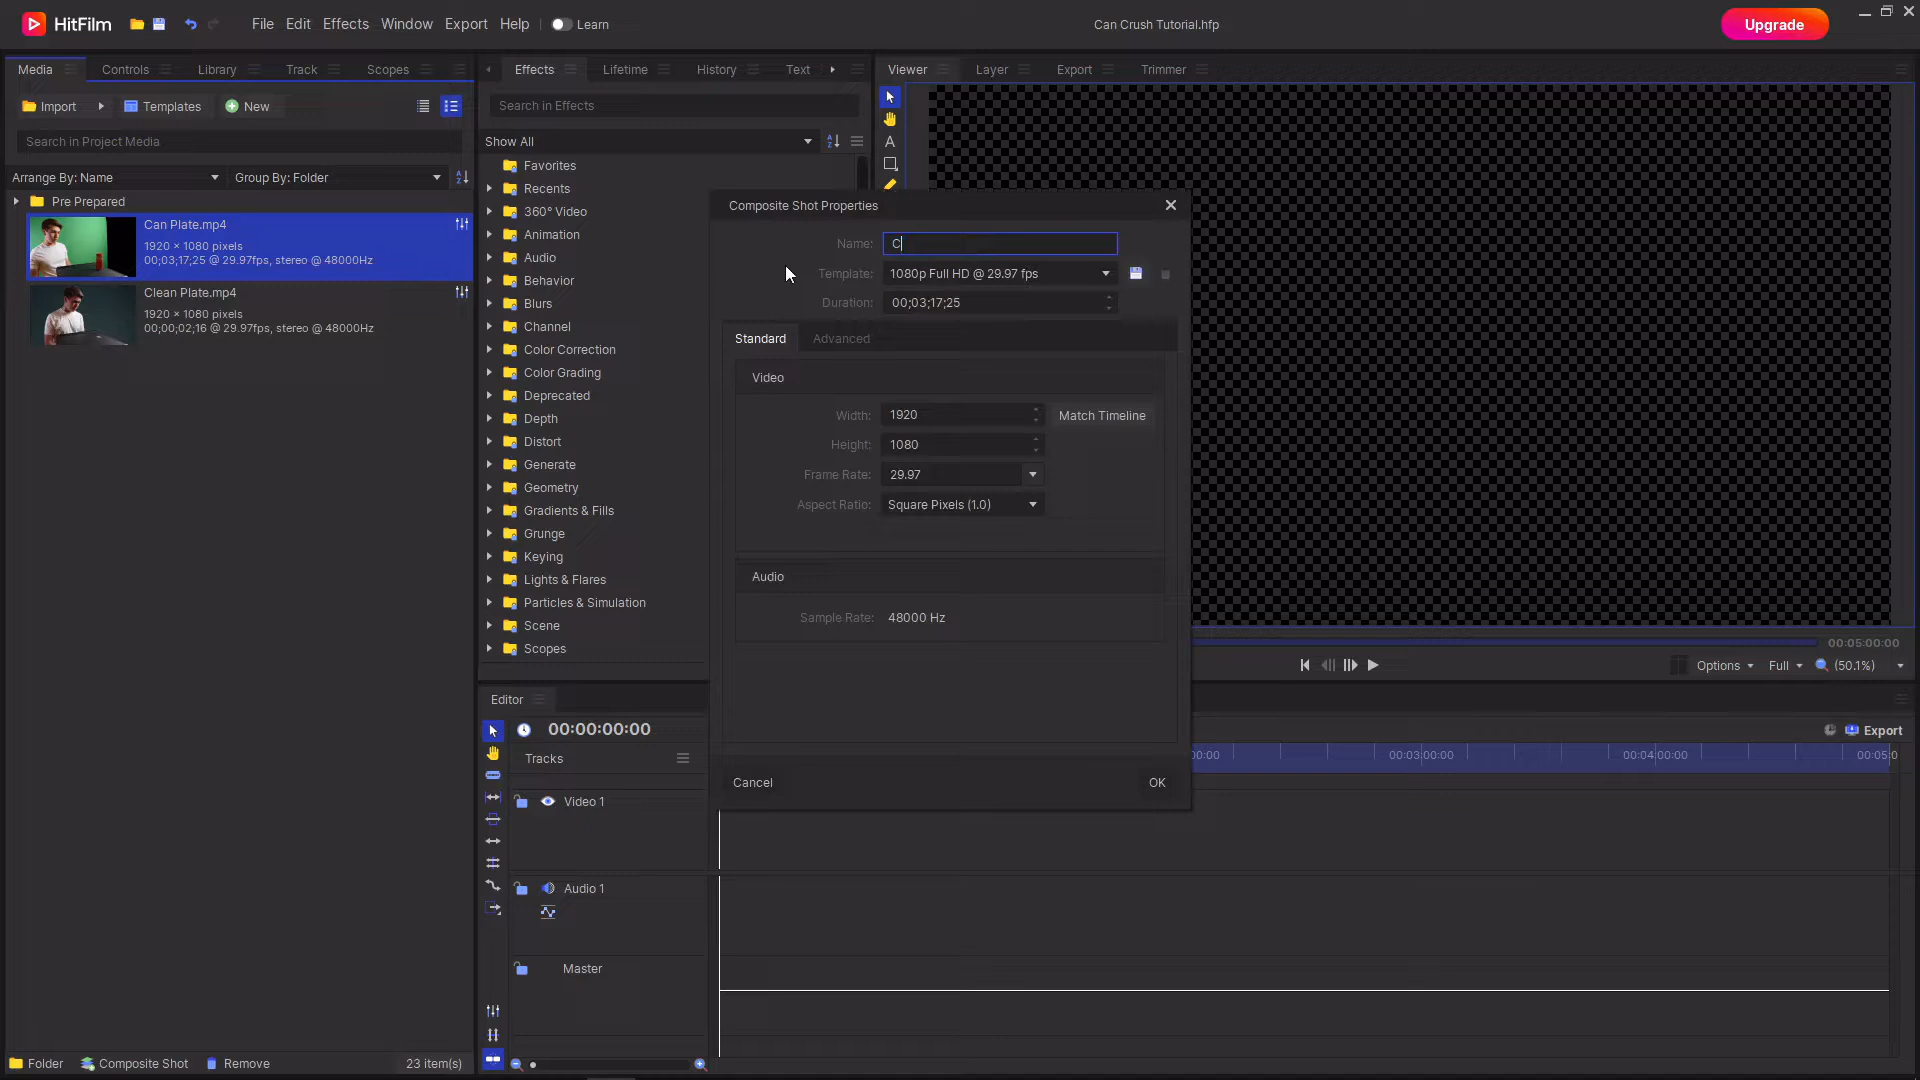 HitFilm
File Edit Effects Window Export Help Learn
Can Crush Tutorial.hfp
Upgrade
Media Controls Library Track Scopes
Effects Lifetime History Text
Viewer Layer Export Trimmer
Import Templates New
Search in Effects
Search in Project Media
Show All
A
Arrange By: Name Group By: Folder
Pre Prepared
Can Plate.mp4
1920 × 1080 pixels
00;03;17;25 @ 29.97fps, stereo @ 48000Hz
Clean Plate.mp4
1920 × 1080 pixels
00;00;02;16 @ 29.97fps, stereo @ 48000Hz
Favorites
Recents
360° Video
Animation
Audio
Behavior
Blurs
Channel
Color Correction
Color Grading
Deprecated
Depth
Distort
Generate
Geometry
Gradients & Fills
Grunge
Keying
Lights & Flares
Particles & Simulation
Scene
Scopes
Composite Shot Properties
Name: C
Template: 1080p Full HD @ 29.97 fps
Duration: 00;03;17;25
Standard Advanced
Video
Width: 1920 Match Timeline
Height: 1080
Frame Rate: 29.97
Aspect Ratio: Square Pixels (1.0)
Audio
Sample Rate: 48000 Hz
Cancel OK
00:05:00:00
Options Full (50.1%)
Editor
00:00:00:00
Export
Tracks
00:00 00:03:00:00 00:04:00:00 00:05:0
Video 1
Audio 1
Master
Folder Composite Shot Remove 23 item(s)